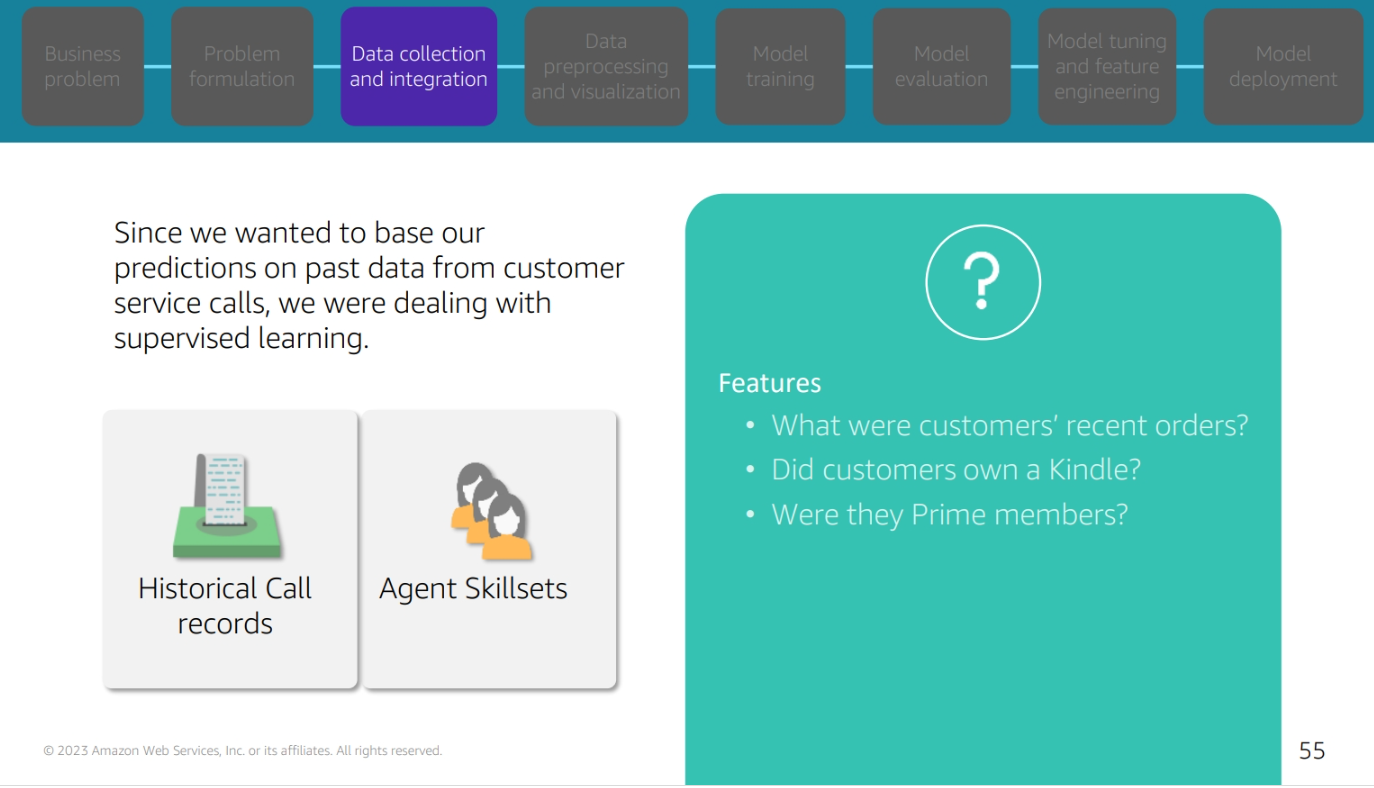 Business
problem
Problem
formulation
Data collection
and integration
Data
preprocessing
and visualization
Model
training
Model
evaluation
Model tuning
and feature
engineering
Model
deployment
Since we wanted to base our
predictions on past data from customer
service calls, we were dealing with
supervised learning.
Historical Call
records
Agent Skillsets
?
Features
• What were customers’ recent orders?
• Did customers own a Kindle?
• Were they Prime members?
© 2023 Amazon Web Services, Inc. or its affiliates. All rights reserved.
55